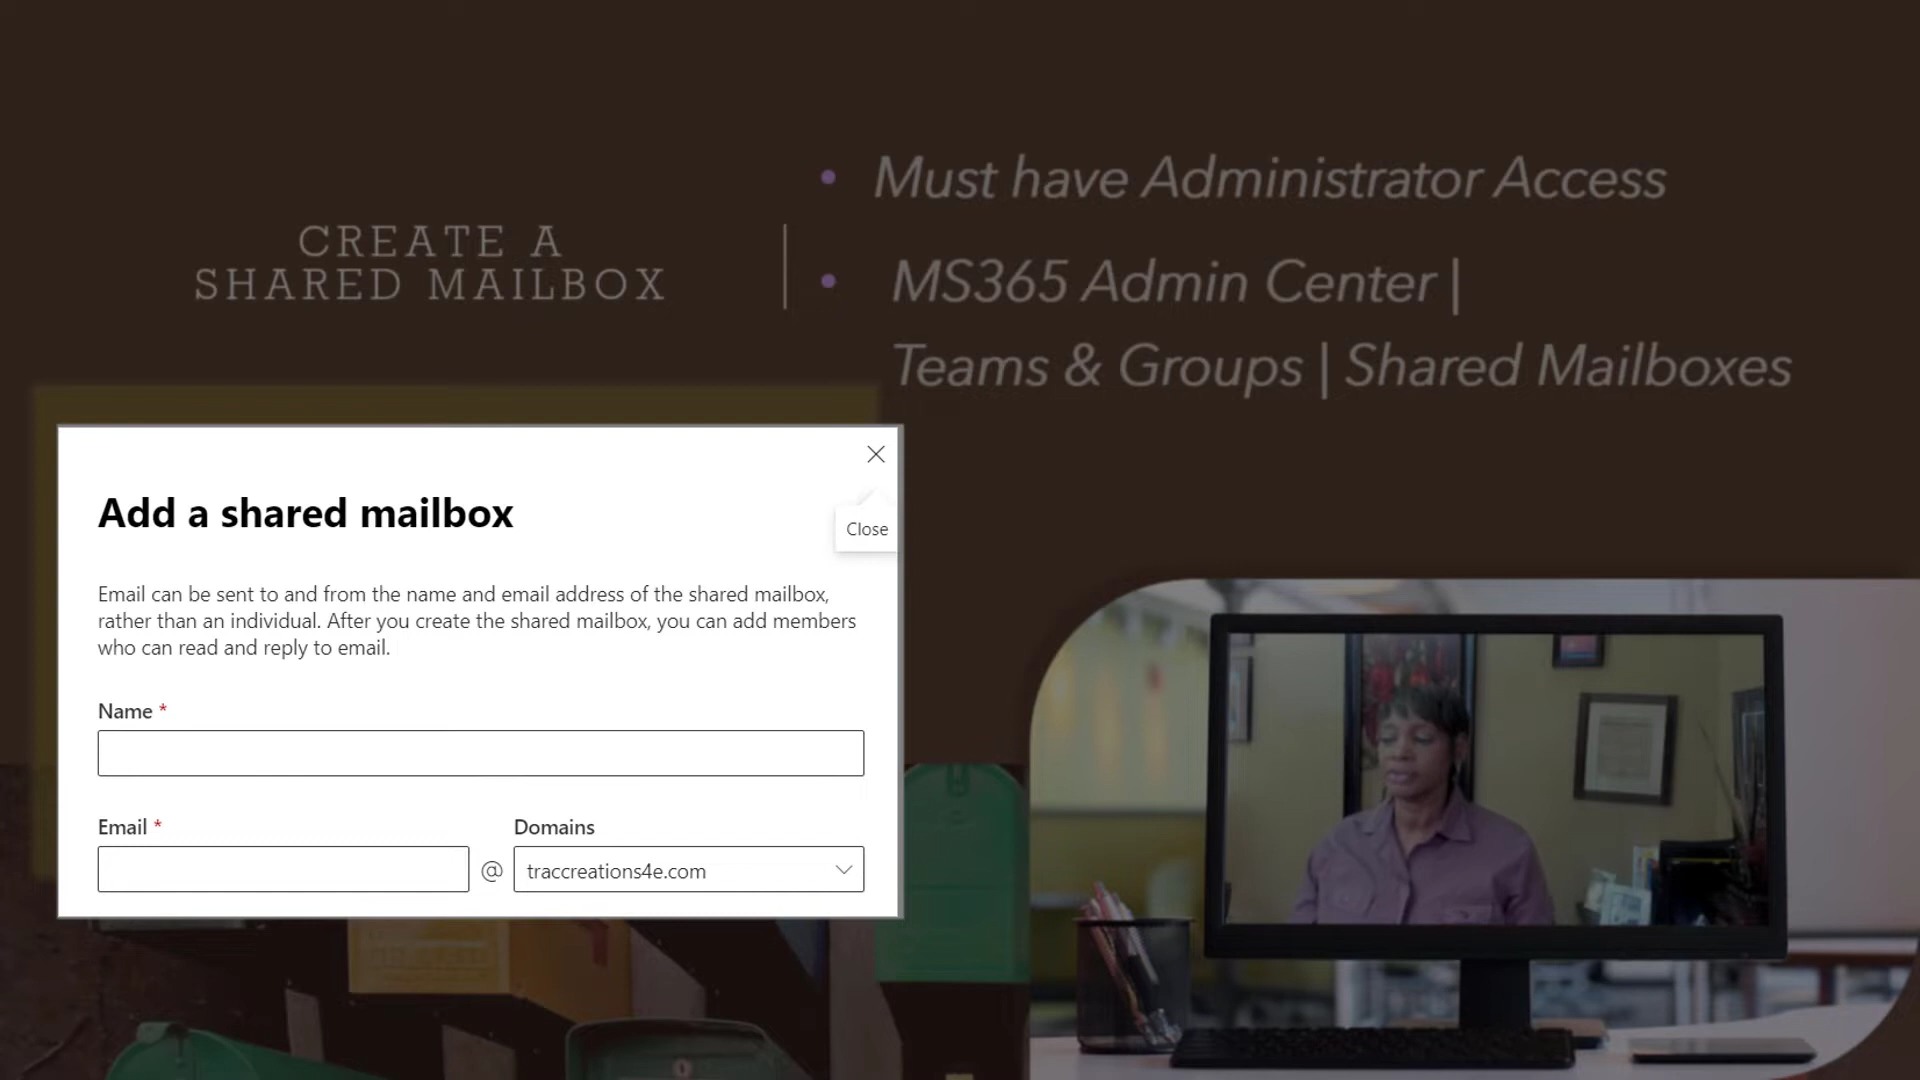 CREATE A
SHARED MAILBOX
• Must have Administrator Access
• MS365 Admin Center |
Teams & Groups | Shared Mailboxes
Add a shared mailbox
Close
Email can be sent to and from the name and email address of the shared mailbox,
rather than an individual. After you create the shared mailbox, you can add members
who can read and reply to email.
Name *
Email *
Domains
@
traccreations4e.com